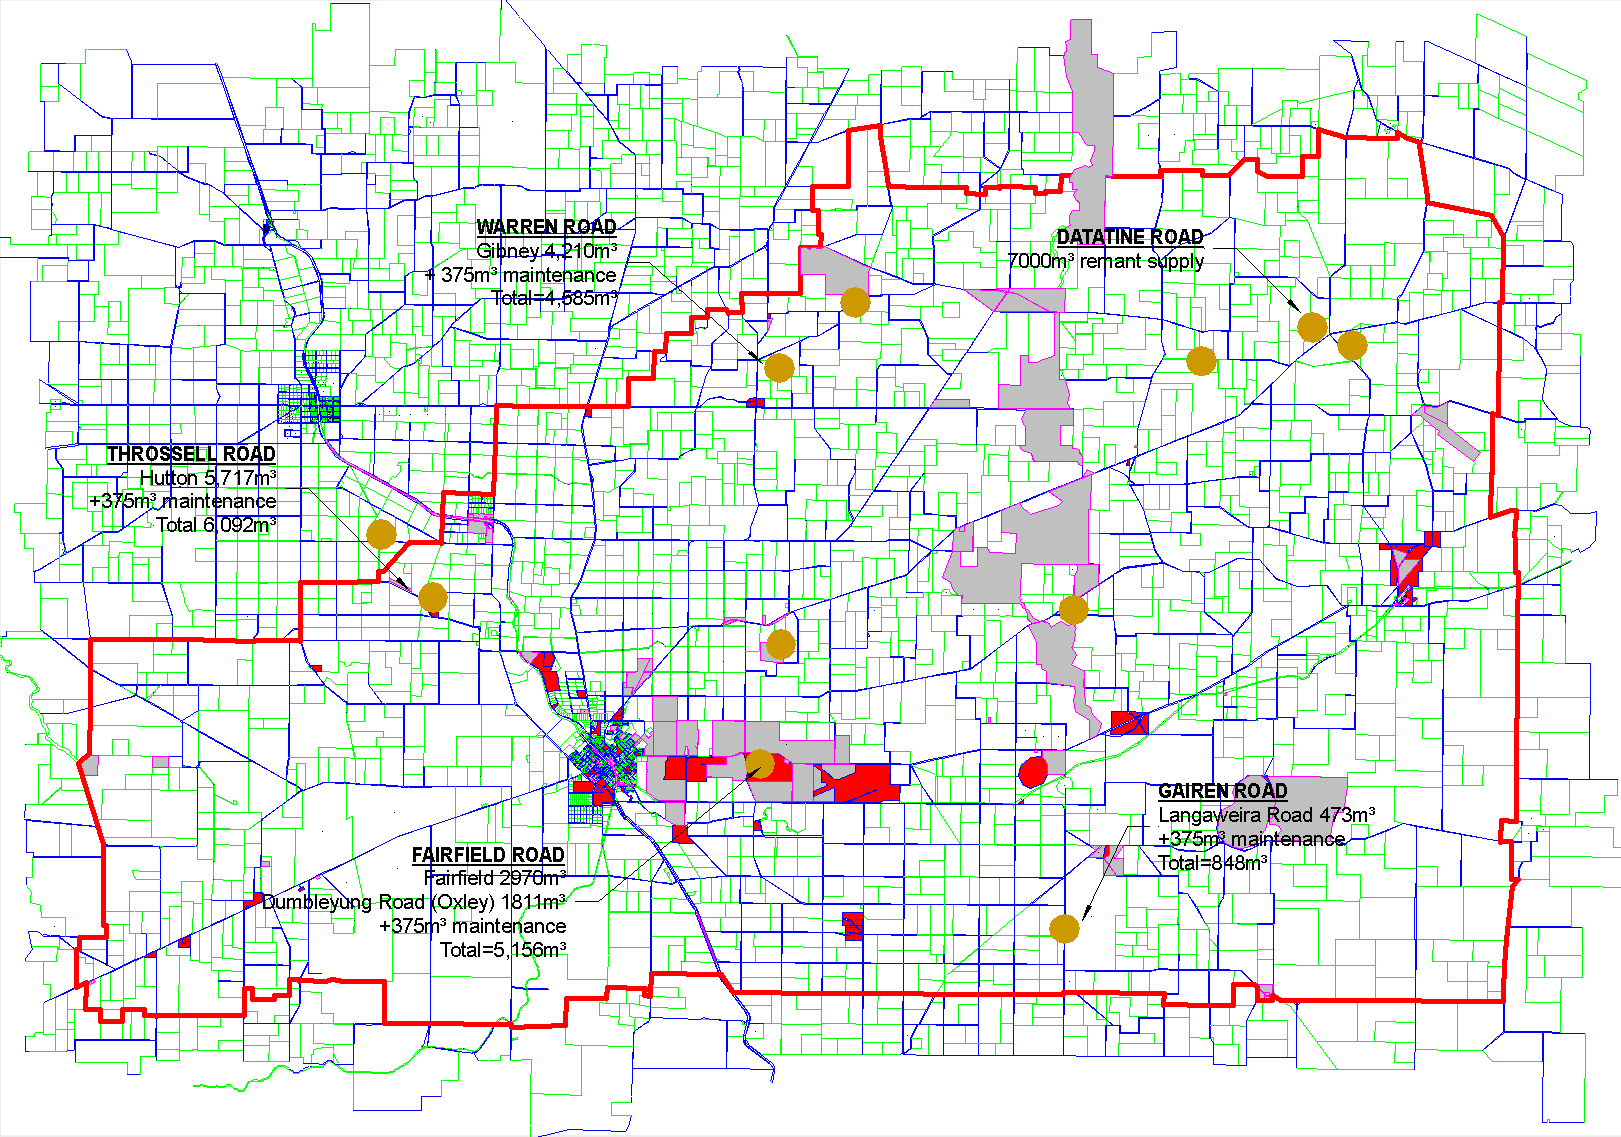 WARREN ROAD
Gibney 4,210m³
+ 375m³ maintenance
Total=4,585m³
DATATINE ROAD
7000m³ remant supply
THROSSELL ROAD
Hutton 5,717m³
+375m³ maintenance
Total 6,092m³
GAIREN ROAD
Langaweira Road 473m³
+375m³ maintenance
Total=848m³
FAIRFIELD ROAD
Fairfield 2970m³
Dumbleyung Road (Oxley) 1811m³
+375m³ maintenance
Total=5,156m³